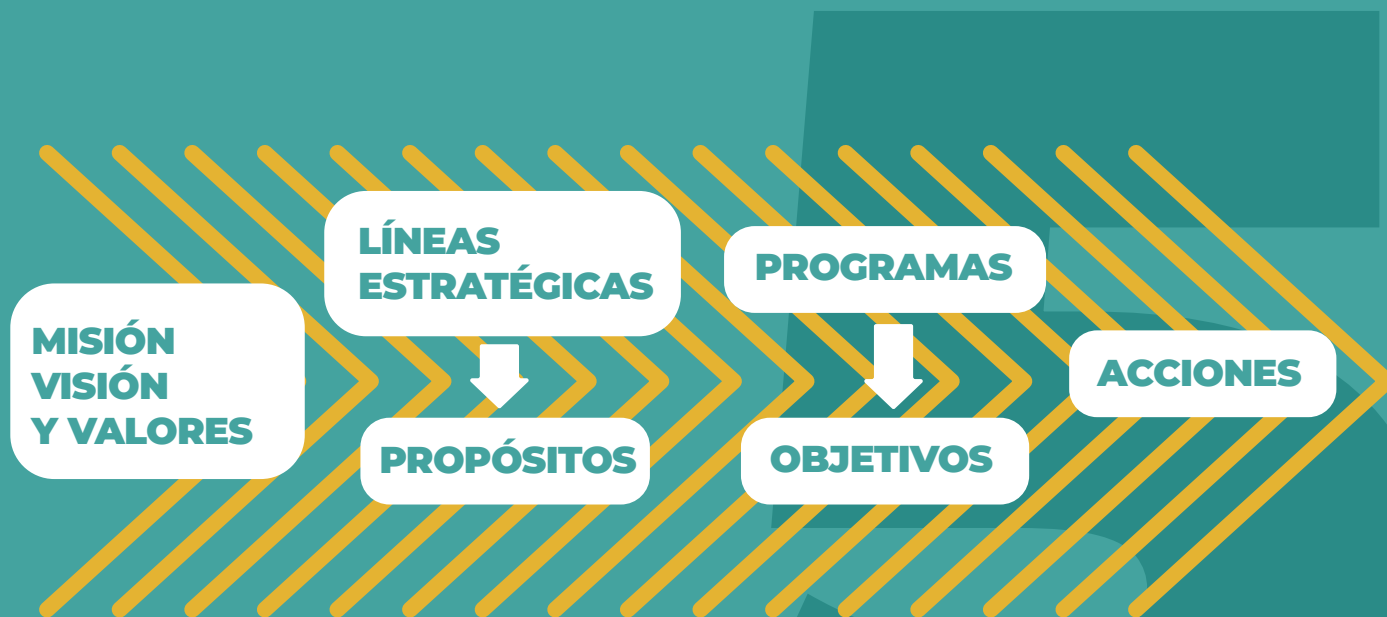 MISIÓN
VISIÓN
Y VALORES
LÍNEAS
ESTRATÉGICAS
PROPÓSITOS
PROGRAMAS
OBJETIVOS
ACCIONES